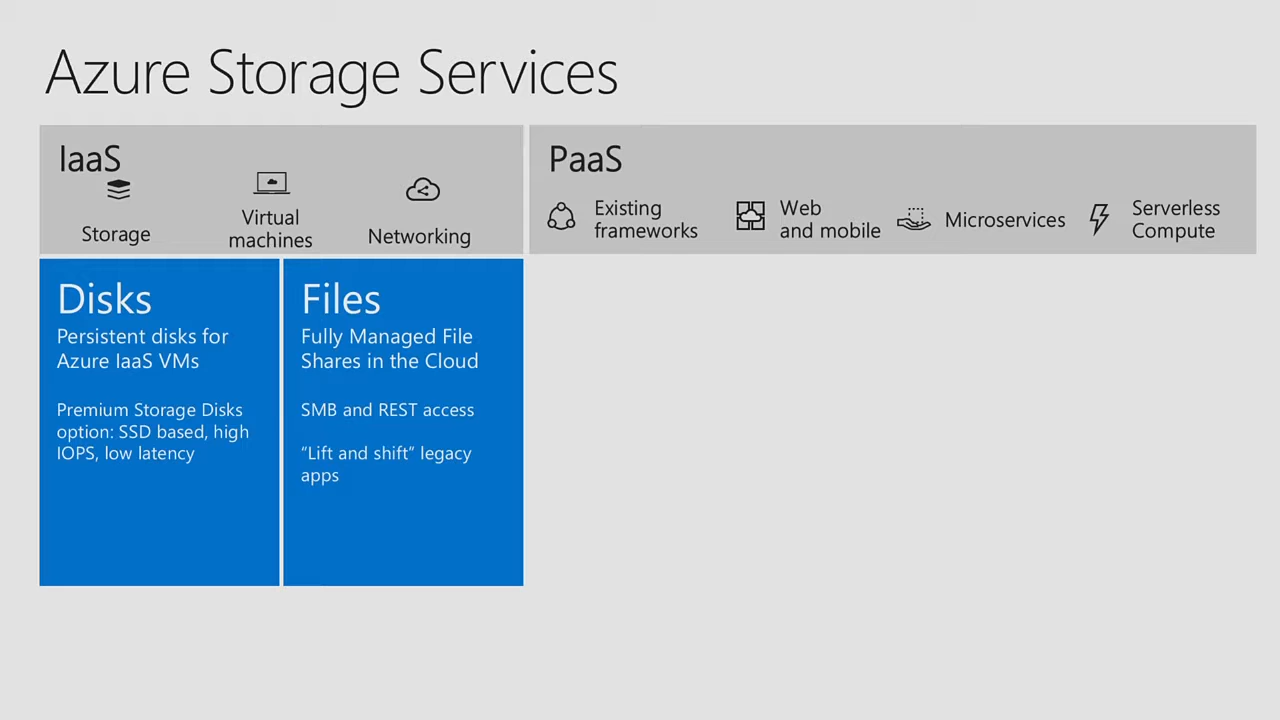 Azure Storage Services
IaaS
Storage
Virtual
machines
Networking
PaaS
Existing
frameworks
Web
and mobile
Microservices
Serverless
Compute
Disks
Persistent disks for
Azure IaaS VMs
Premium Storage Disks
option: SSD based, high
IOPS, low latency
Files
Fully Managed File
Shares in the Cloud
SMB and REST access
“Lift and shift” legacy
apps